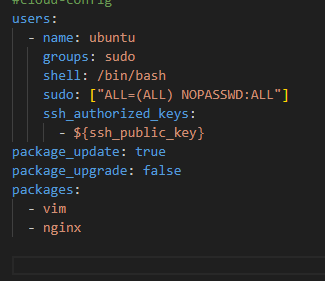 #cloud-config
users:
  - name: ubuntu
    groups: sudo
    shell: /bin/bash
    sudo: ["ALL=(ALL) NOPASSWD:ALL"]
    ssh_authorized_keys:
      - ${ssh_public_key}
package_update: true
package_upgrade: false
packages:
  - vim
  - nginx